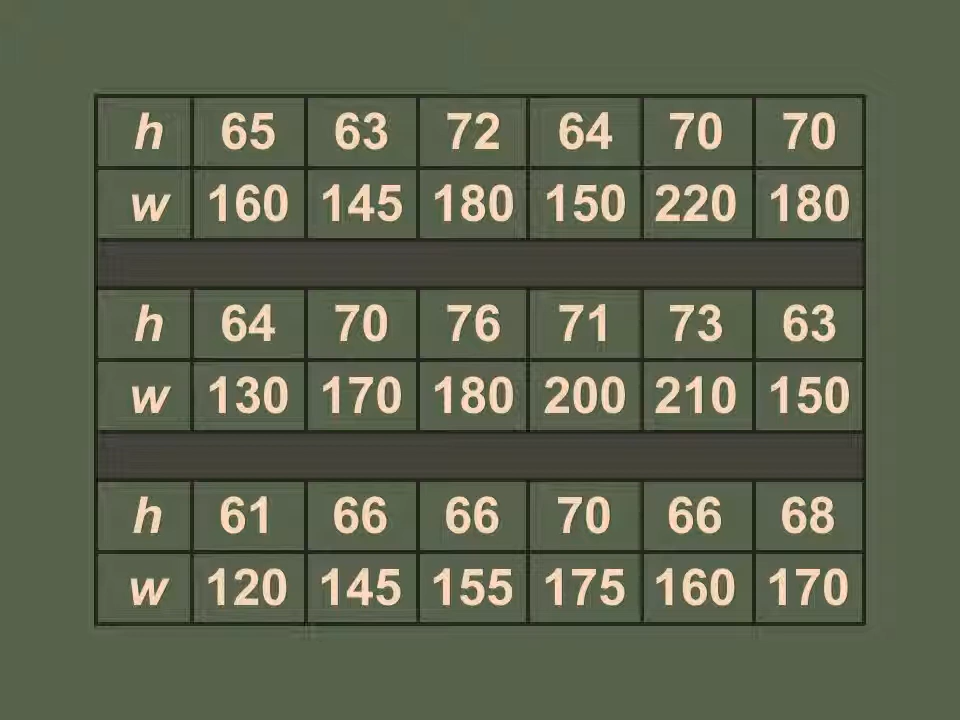 h 65 63 72 64 70 70
w 160 145 180 150 220 180
h 64 70 76 71 73 63
w 130 170 180 200 210 150
h 61 66 66 70 66 68
w 120 145 155 175 160 170